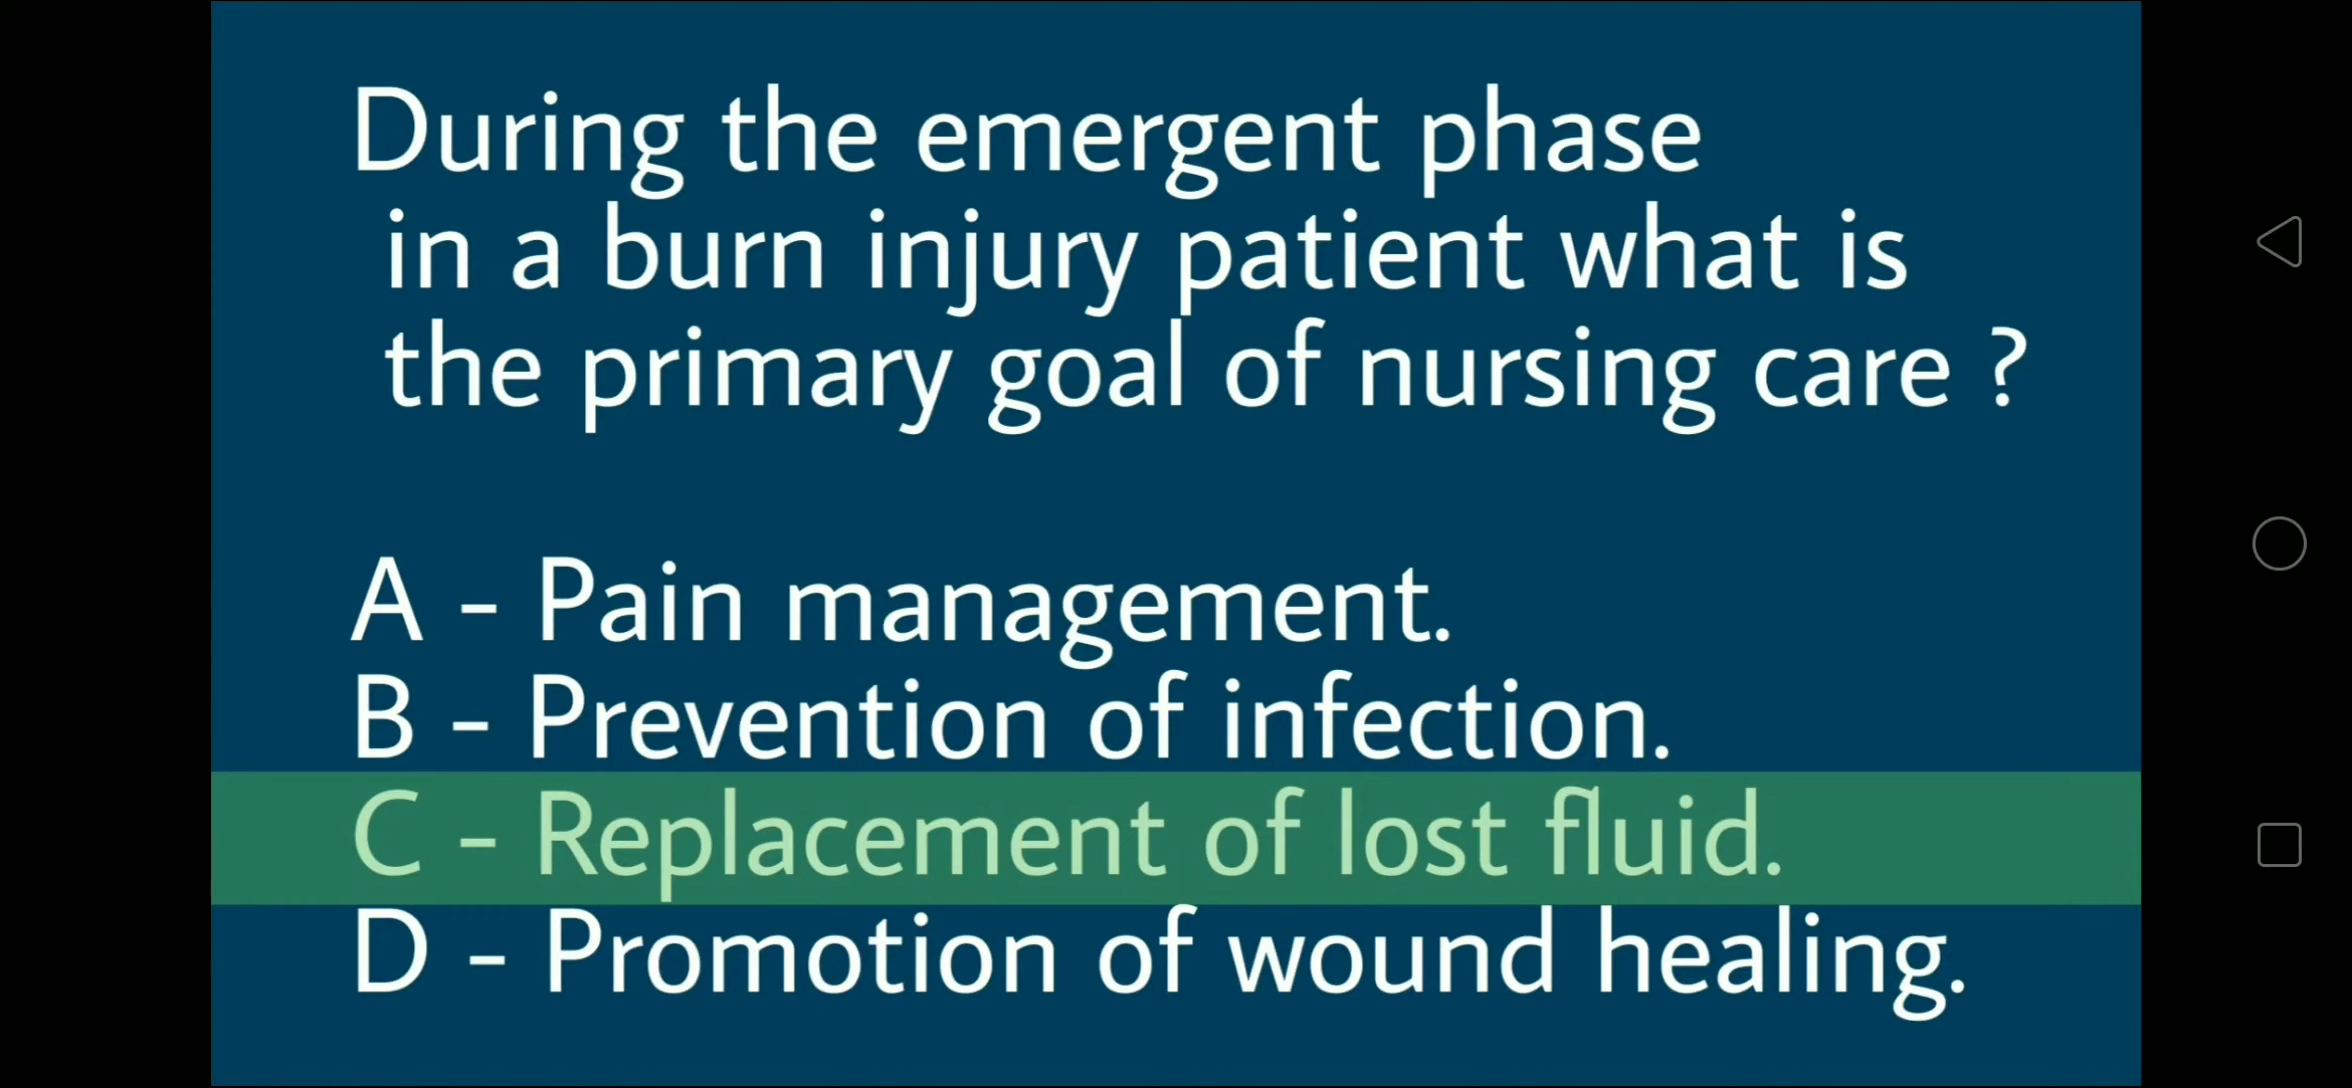 During the emergent phase
in a burn injury patient what is
the primary goal of nursing care ?
A - Pain management.
B - Prevention of infection.
C - Replacement of lost fluid.
D - Promotion of wound healing.